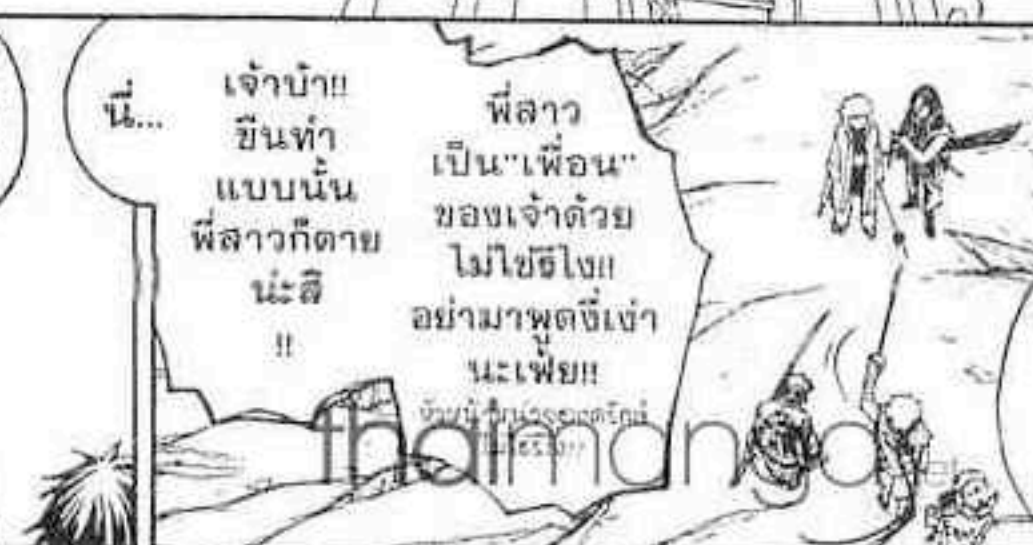 พี่สาว
เป็น"เพื่อน"
ของเจ้าด้วย
ไม่ใช่รึไง!!
อย่ามาพูดงี่เง่า
นะเฟ้ย!!
เจ้าบ้า!!
ขืนทำ
แบบนั้น
พี่สาวก็ตาย
น่ะสิ
!!
นี่...
thaimanga